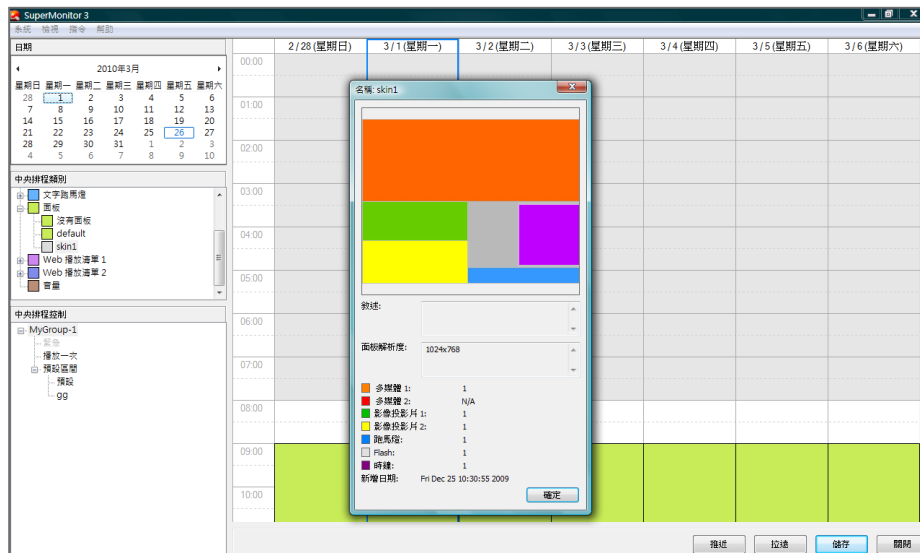 SuperMonitor 3
系統 檢視 指令 幫助
日期
2010年3月
星期日 星期一 星期二 星期三 星期四 星期五 星期六
28 1 2 3 4 5 6
7 8 9 10 11 12 13
14 15 16 17 18 19 20
21 22 23 24 25 26 27
28 29 30 31 1 2 3
4 5 6 7 8 9 10
中央排程類別
文字跑馬燈
面板
沒有面板
default
skin1
Web 播放清單 1
Web 播放清單 2
音量
中央排程控制
MyGroup-1
緊急
播放一次
預設區間
預設
gg
2/28(星期日) 3/1(星期一) 3/2(星期二) 3/3(星期三) 3/4(星期四) 3/5(星期五) 3/6(星期六)
00:00
01:00
02:00
03:00
04:00
05:00
06:00
07:00
08:00
09:00
10:00
名稱: skin1
敘述:
面板解析度: 1024x768
多媒體 1: 1
多媒體 2: N/A
影像投影片 1: 1
影像投影片 2: 1
跑馬燈: 1
Flash: 1
時鐘: 1
新增日期: Fri Dec 25 10:30:55 2009
確定
推近 拉遠 儲存 關閉